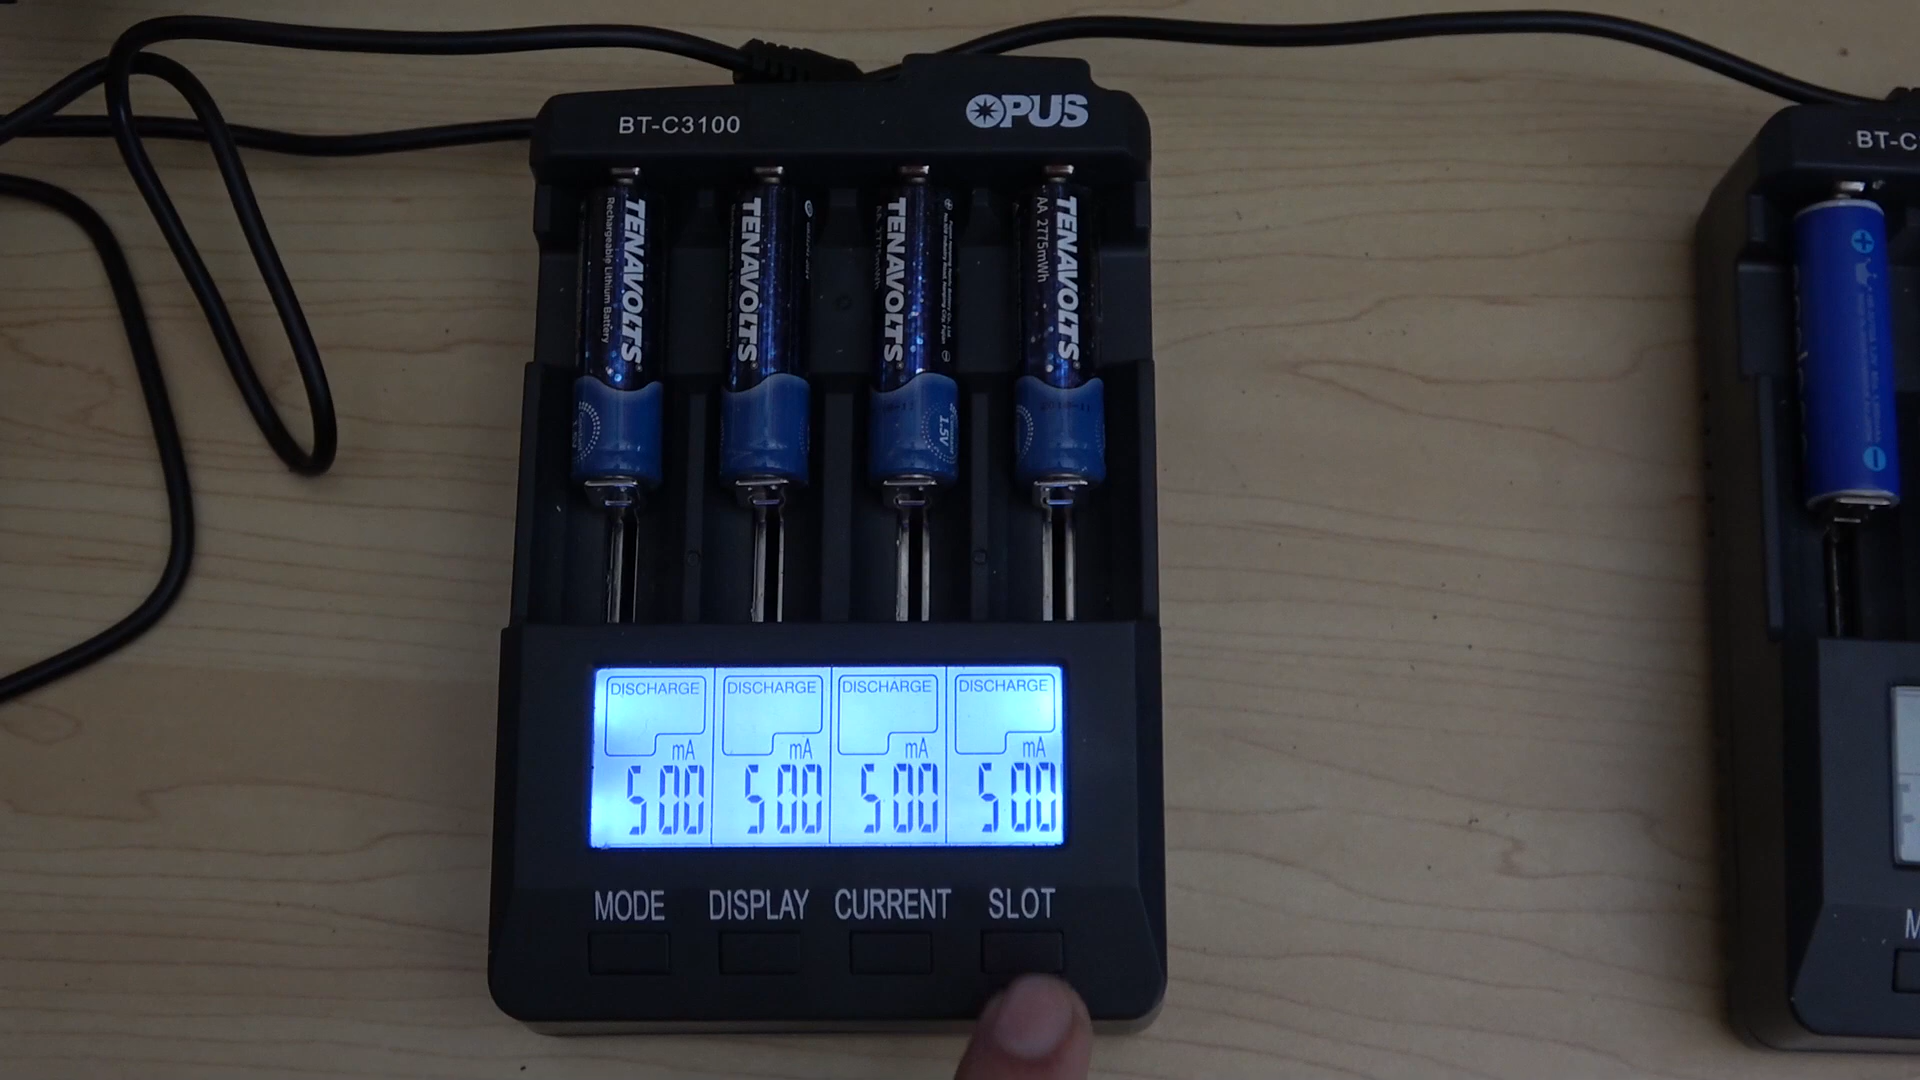 BT-C3100
OPUS
TENAVOLTS
Rechargeable Lithium Battery
TENAVOLTS
TENAVOLTS
1.5V
TENAVOLTS
AA 2775mWh
DISCHARGE DISCHARGE DISCHARGE DISCHARGE
mA mA mA mA
500 500 500 500
MODE DISPLAY CURRENT SLOT
BT-C
M